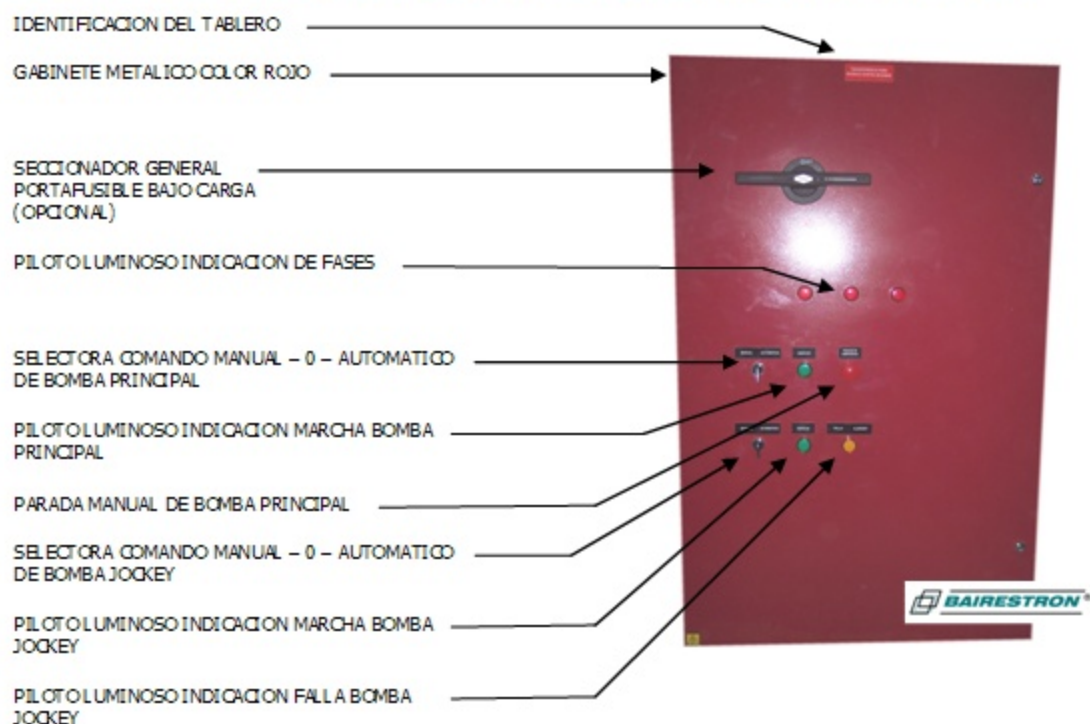 IDENTIFICACION DEL TABLERO
GABINETE METALICO COLOR ROJO
SECCIONADOR GENERAL
PORTAFUSIBLE BAJO CARGA
(OPCIONAL)
PILOTO LUMINOSO INDICACION DE FASES
SELECTORA COMANDO MANUAL – 0 – AUTOMATICO
DE BOMBA PRINCIPAL
PILOTO LUMINOSO INDICACION MARCHA BOMBA
PRINCIPAL
PARADA MANUAL DE BOMBA PRINCIPAL
SELECTORA COMANDO MANUAL – 0 – AUTOMATICO
DE BOMBA JOCKEY
BAIRESTRON®
PILOTO LUMINOSO INDICACION MARCHA BOMBA
JOCKEY
PILOTO LUMINOSO INDICACION FALLA BOMBA
JOCKEY